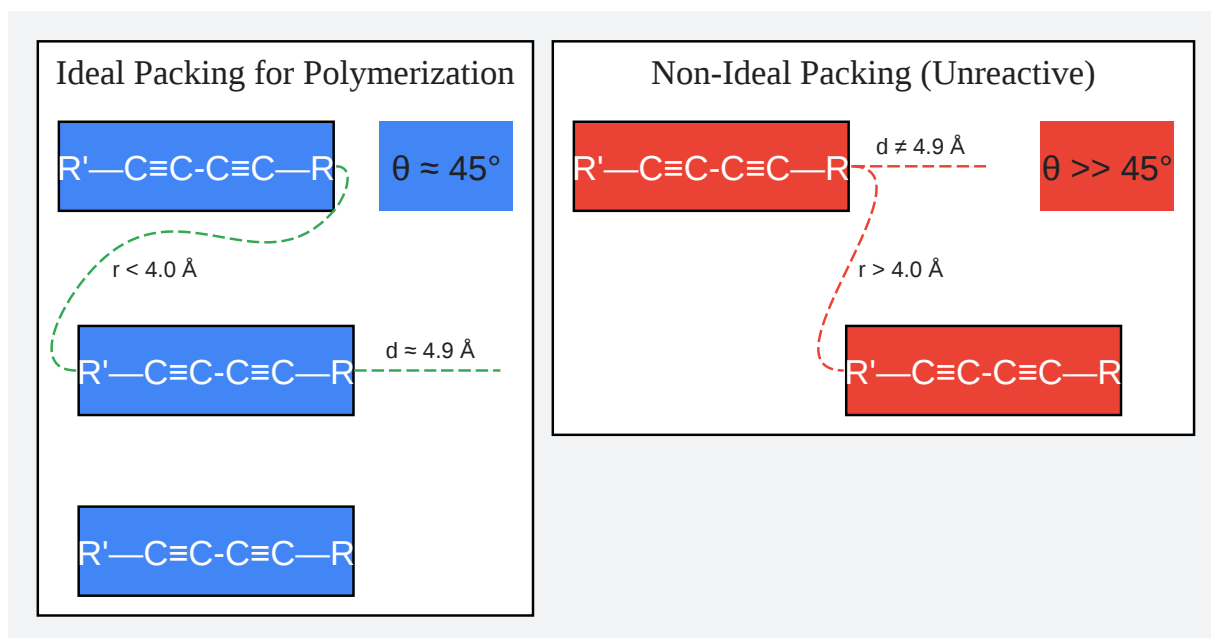 Ideal Packing for Polymerization
R'—C≡C-C≡C—R
θ ≈ 45°
r < 4.0 Å
R'—C≡C-C≡C—R
d ≈ 4.9 Å
R'—C≡C-C≡C—R
Non-Ideal Packing (Unreactive)
R'—C≡C-C≡C—R
d ≠ 4.9 Å
θ >> 45°
r > 4.0 Å
R'—C≡C-C≡C—R